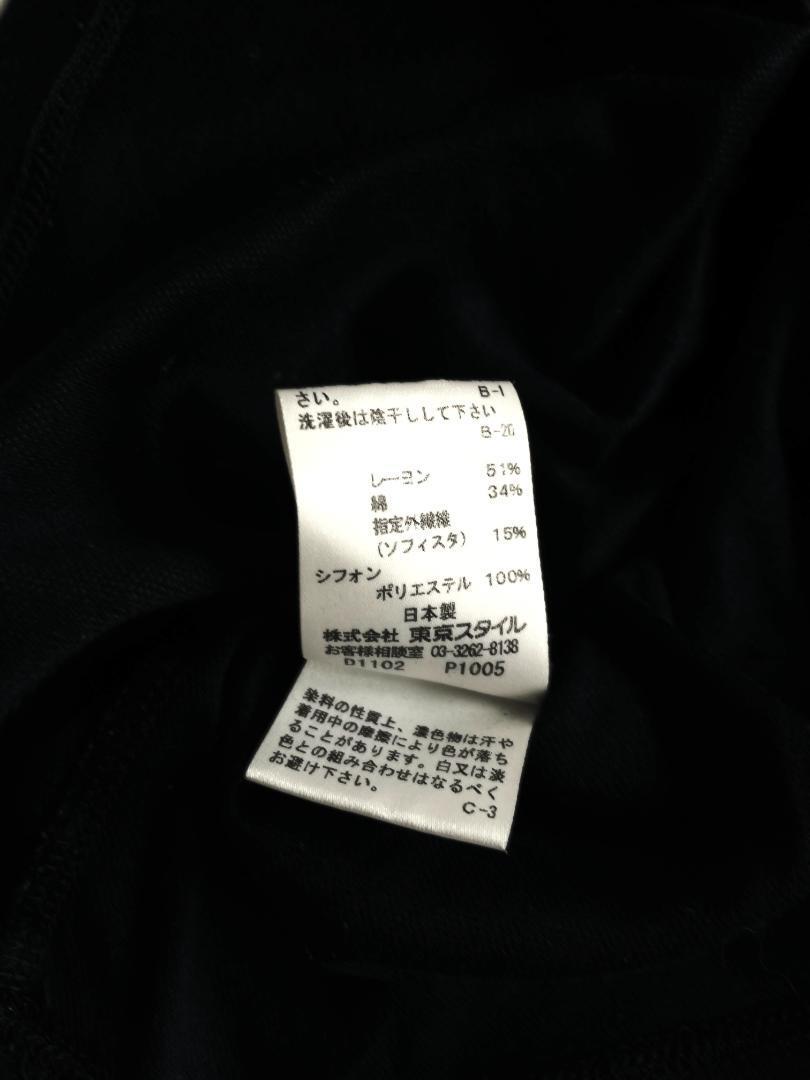 さい。 B-1
洗濯後は陰干しして下さい
B-20
レーヨン 51%
綿 34%
指定外繊維
(ソフィスタ) 15%
シフォン
ポリエステル 100%
日本製
株式会社 東京スタイル
お客様相談室 03-3262-8138
D1102 P1005
染料の性質上、濃色物は汗や
着用中の摩擦により色が落ち
ることがあります。白又は淡
色との組み合わせはなるべく
お避け下さい。
C-3